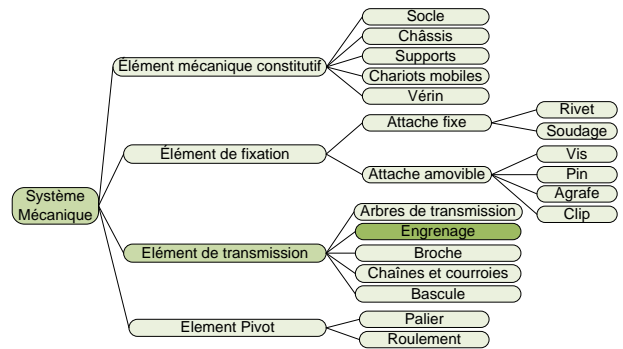 Système
Mécanique
Élément mécanique constitutif
Socle
Châssis
Supports
Chariots mobiles
Vérin
Élément de fixation
Attache fixe
Rivet
Soudage
Attache amovible
Vis
Pin
Agrafe
Clip
Elément de transmission
Arbres de transmission
Engrenage
Broche
Chaînes et courroies
Bascule
Element Pivot
Palier
Roulement